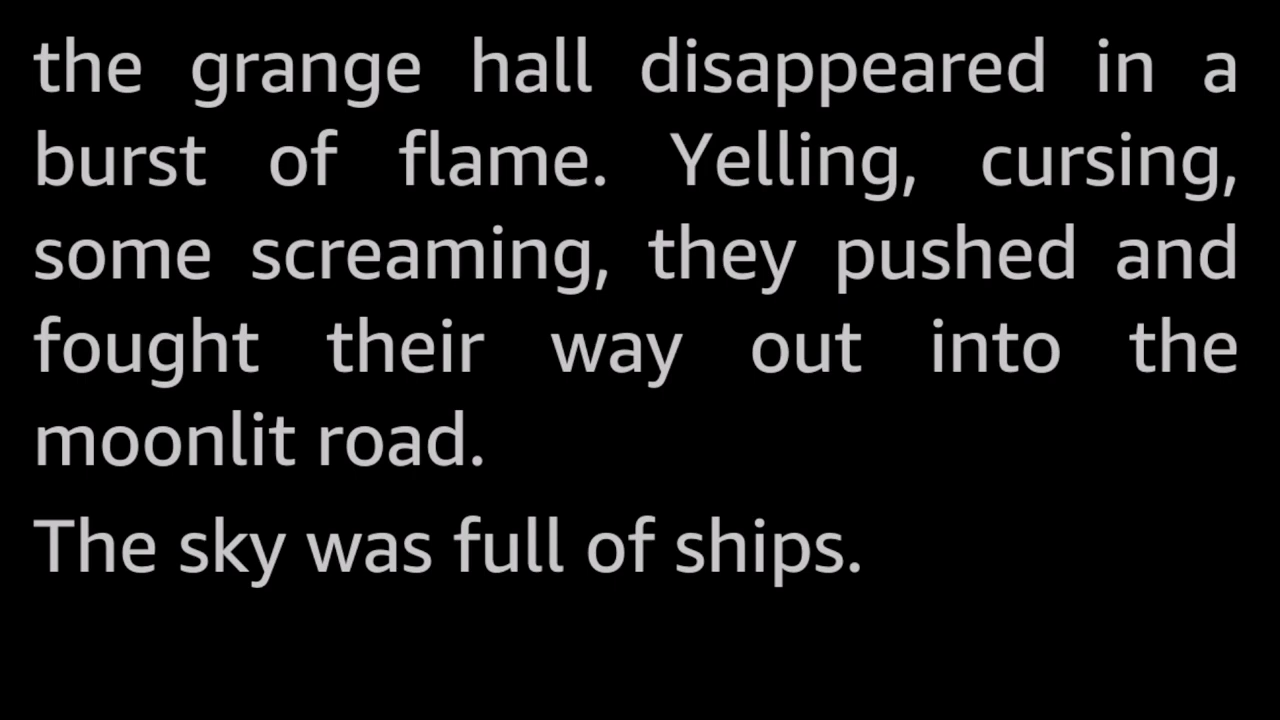 the grange hall disappeared in a
burst of flame. Yelling, cursing,
some screaming, they pushed and
fought their way out into the
moonlit road.
The sky was full of ships.